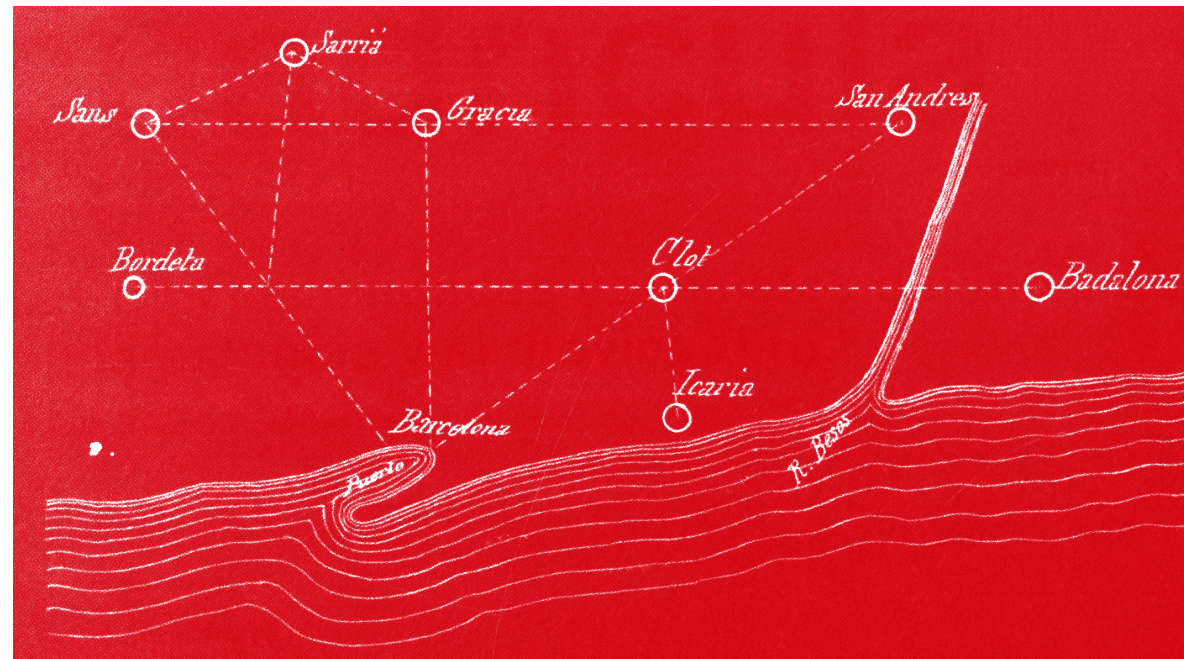 Sarriá
Sans
Gracia
San Andres
Bordeta
Clot
Badalona
Icaria
Barcelona
Puerto
R. Besos